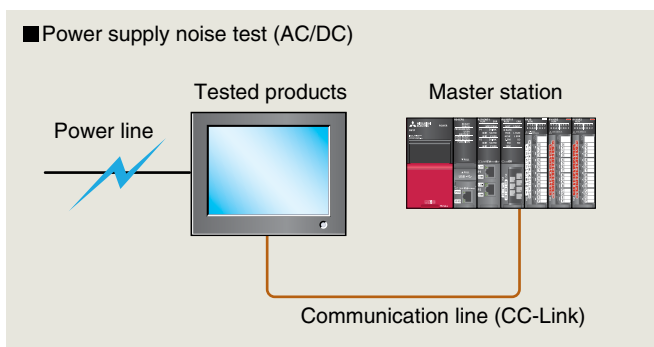 ■Power supply noise test (AC/DC)
Tested products
Master station
Power line
Communication line (CC-Link)